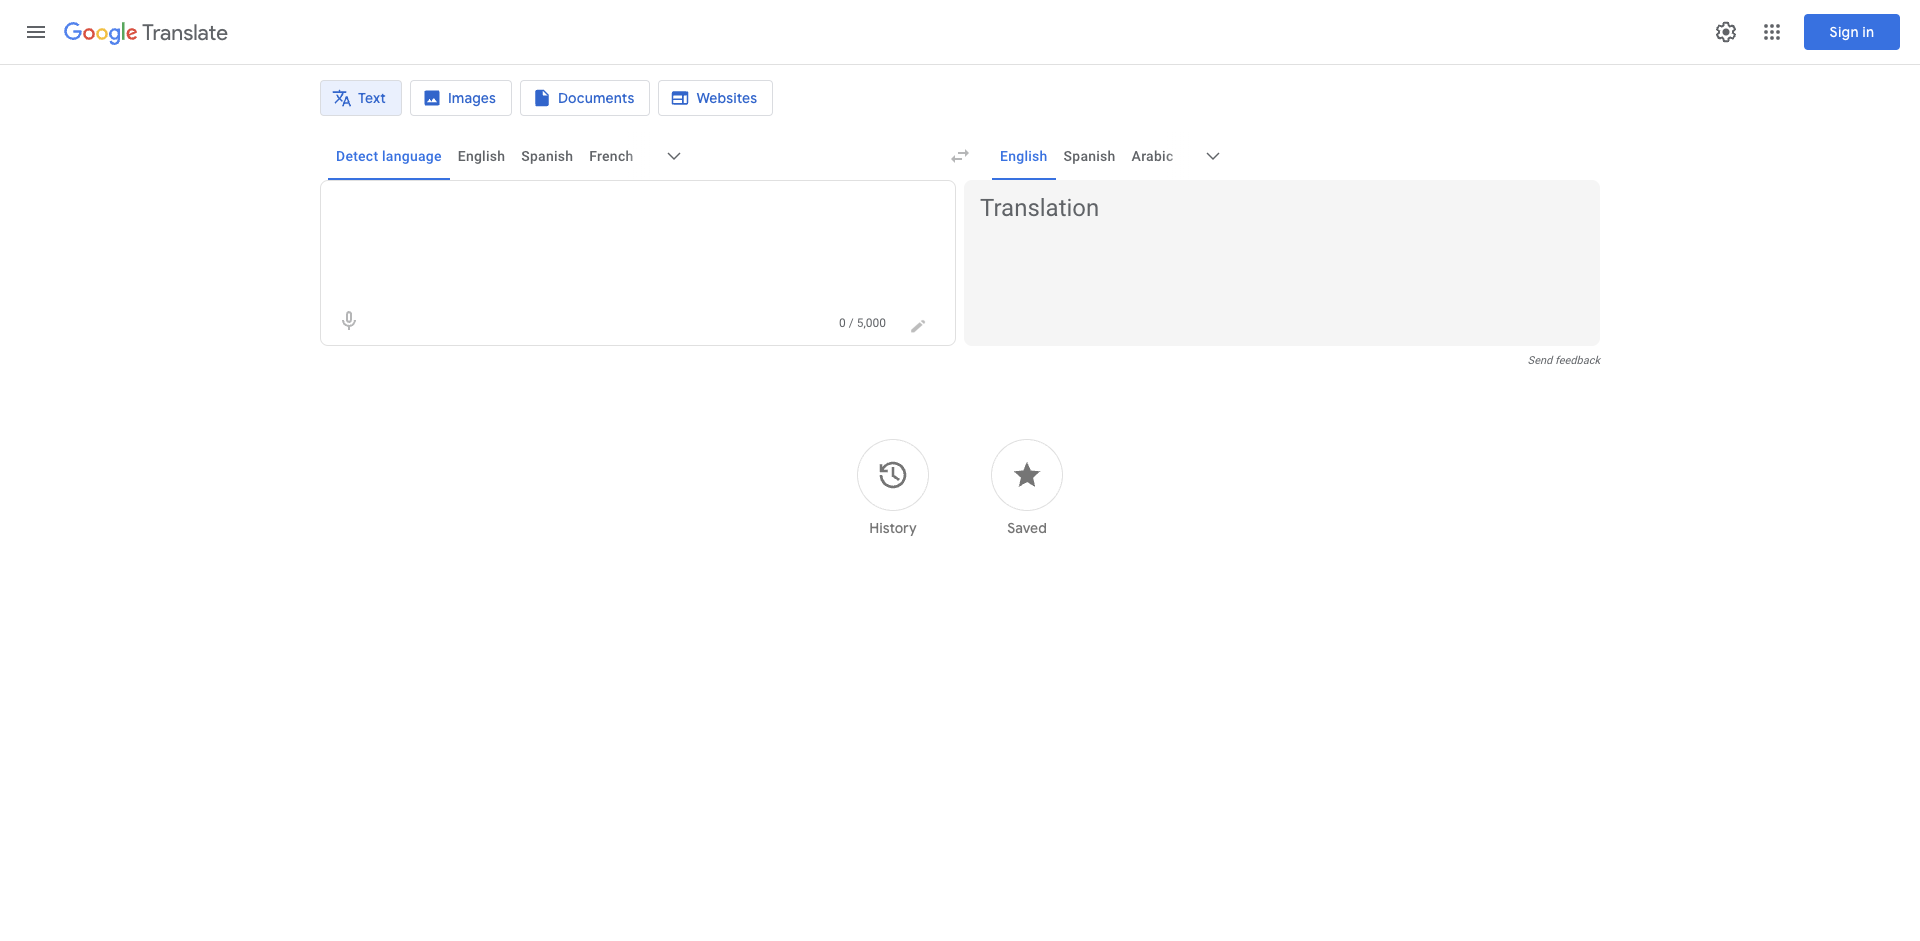 Google Translate
Sign in
Text Images Documents Websites
Detect language English Spanish French English Spanish Arabic
Translation
0 / 5,000
Send feedback
History Saved